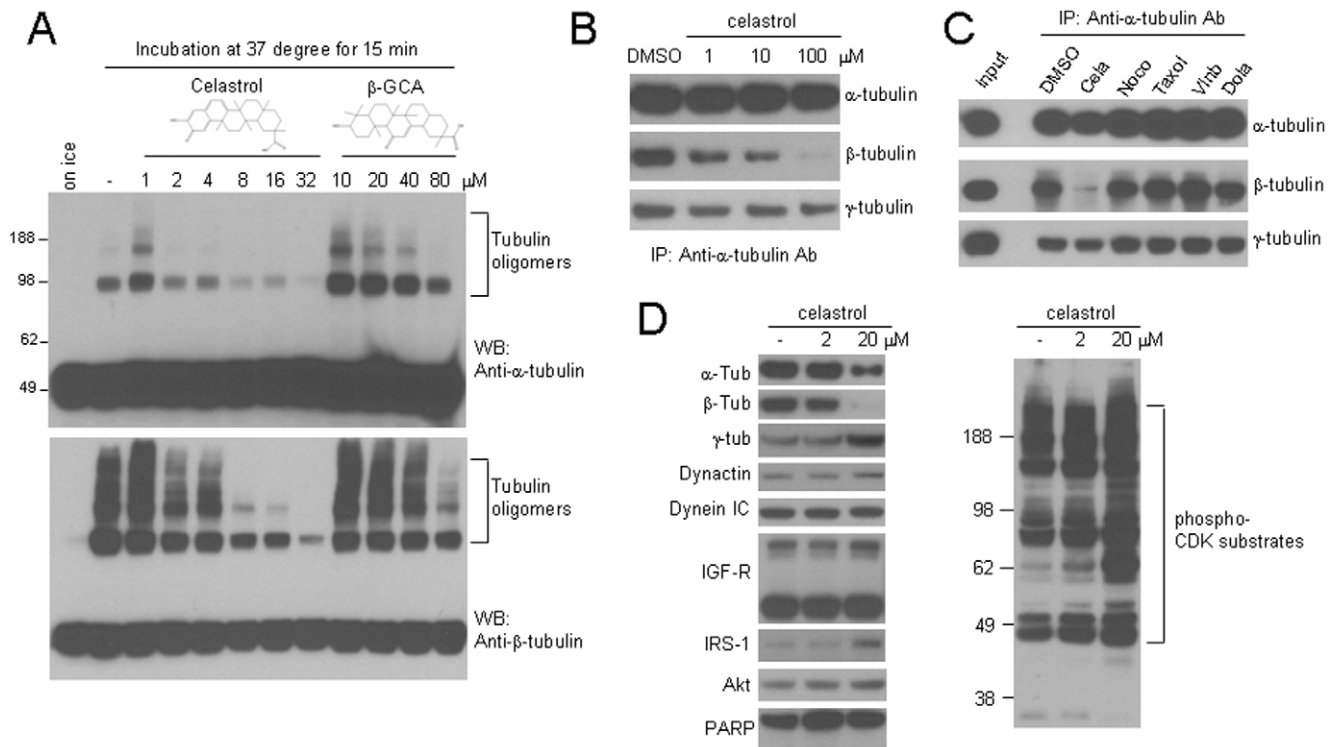 A
Incubation at 37 degree for 15 min
Celastrol β-GCA
on ice - 1 2 4 8 16 32 μM 10 20 40 80 μM
188
98
62
49
Tubulin
oligomers
WB:
Anti-α-tubulin
Tubulin
oligomers
WB:
Anti-β-tubulin
B
celastrol
DMSO 1 10 100 μM
α-tubulin
β-tubulin
γ-tubulin
IP: Anti-α-tubulin Ab
C
IP: Anti-α-tubulin Ab
Input DMSO Cela Noco Taxol Vinb Dola
α-tubulin
β-tubulin
γ-tubulin
D
celastrol
- 2 20 μM
α-Tub
β-Tub
γ-tub
Dynactin
Dynein IC
IGF-R
IRS-1
Akt
PARP
celastrol
- 2 20 μM
188
98
62
49
38
phospho-
CDK substrates